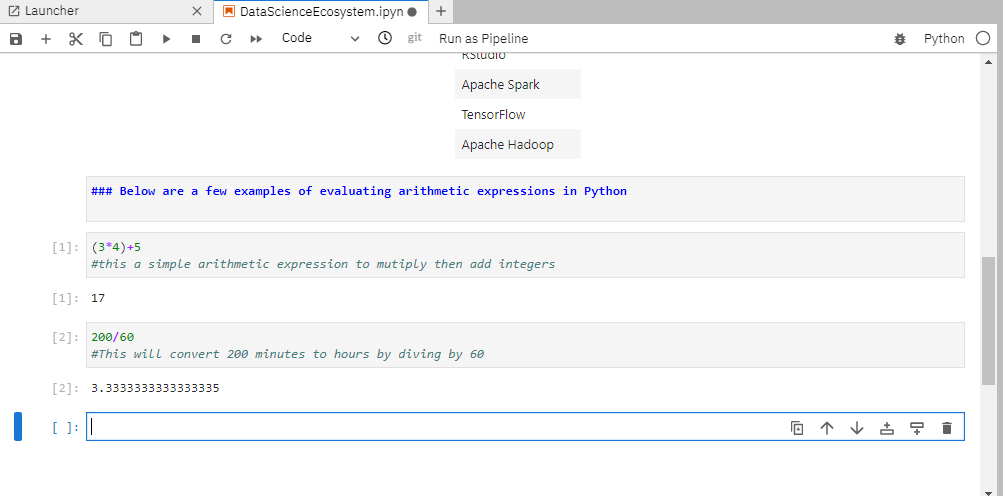 Launcher
DataScienceEcosystem.ipyn
Code
git
Run as Pipeline
Python
RStudio
Apache Spark
TensorFlow
Apache Hadoop
### Below are a few examples of evaluating arithmetic expressions in Python
[1]: (3*4)+5
#this a simple arithmetic expression to mutiply then add integers
[1]: 17
[2]: 200/60
#This will convert 200 minutes to hours by diving by 60
[2]: 3.3333333333333335
[ ]: